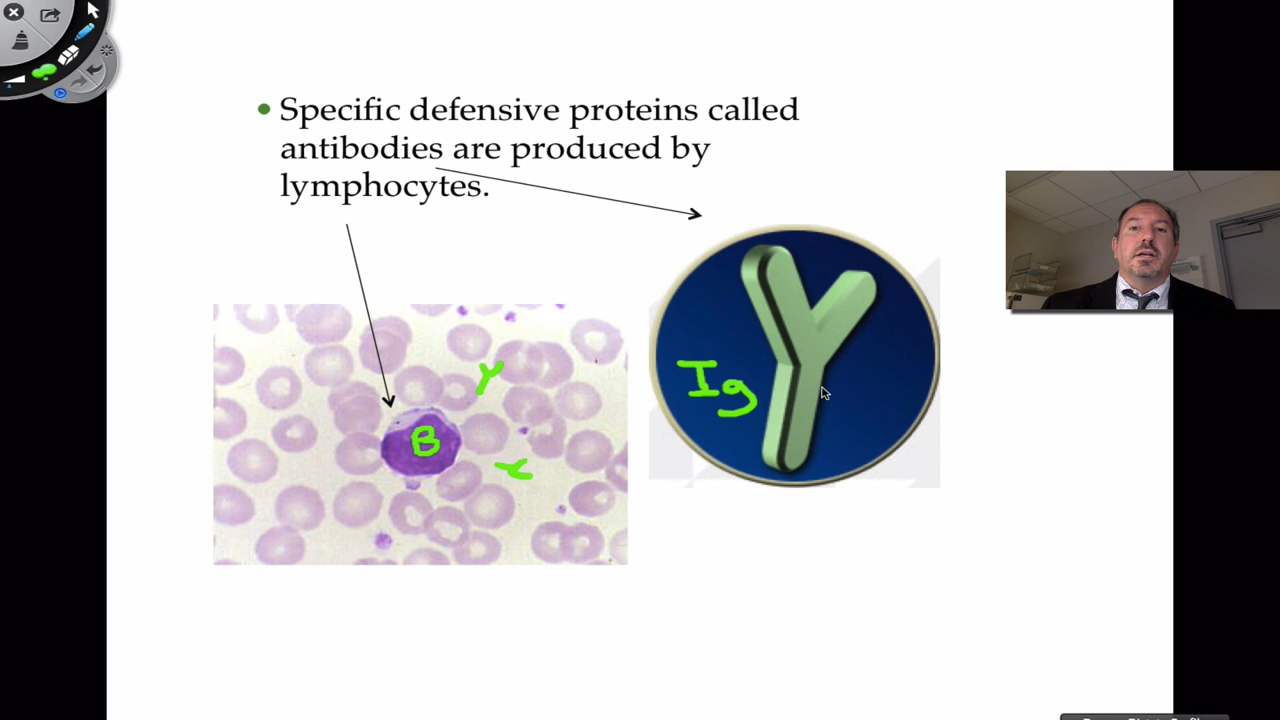 • Specific defensive proteins called
antibodies are produced by
lymphocytes.
Y
B
Y
Ig